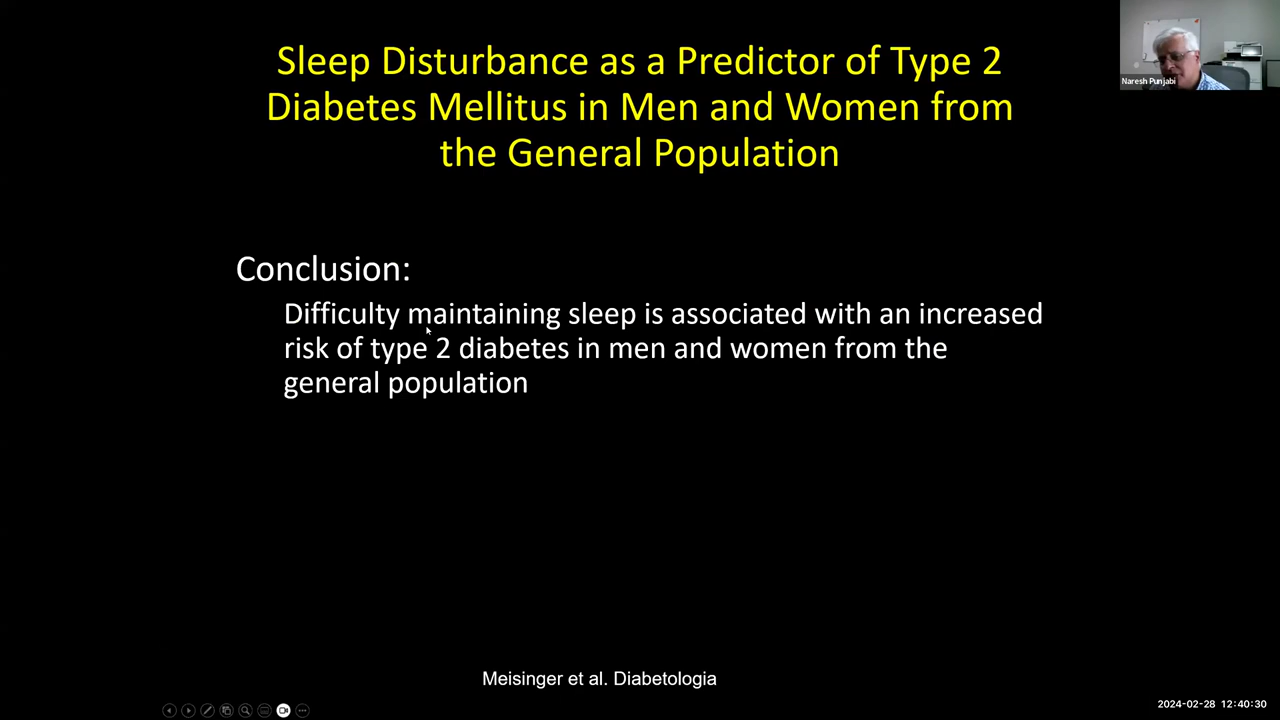 Sleep Disturbance as a Predictor of Type 2
Diabetes Mellitus in Men and Women from
the General Population
Naresh Punjabi
Conclusion:
Difficulty maintaining sleep is associated with an increased
risk of type 2 diabetes in men and women from the
general population
Meisinger et al. Diabetologia
2024-02-28 12:40:30